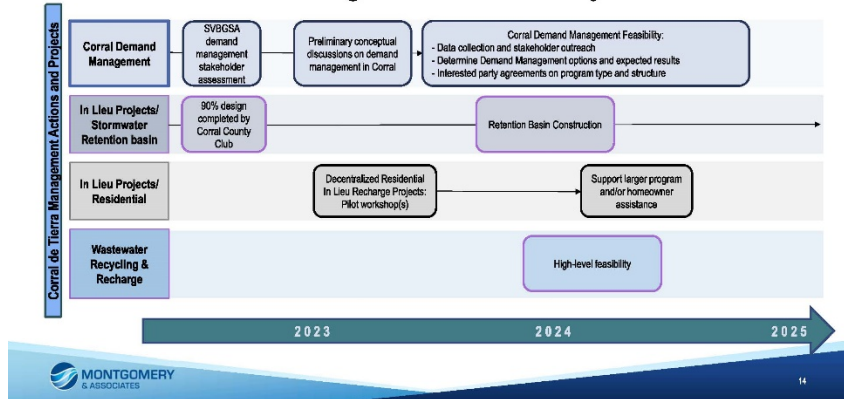 Corral de Tierra Management Actions and Projects
Corral Demand
Management
SVBGSA
demand
management
stakeholder
assessment
Preliminary conceptual
discussions on demand
management in Corral
Corral Demand Management Feasibility:
- Data collection and stakeholder outreach
- Determine Demand Management options and expected results
- Interested party agreements on program type and structure
In Lieu Projects/
Stormwater
Retention basin
90% design
completed by
Corral County
Club
Retention Basin Construction
In Lieu Projects/
Residential
Decentralized Residential
In Lieu Recharge Projects:
Pilot workshop(s)
Support larger program
and/or homeowner
assistance
Wastewater
Recycling &
Recharge
High-level feasibility
2023
2024
2025
MONTGOMERY
& ASSOCIATES
14